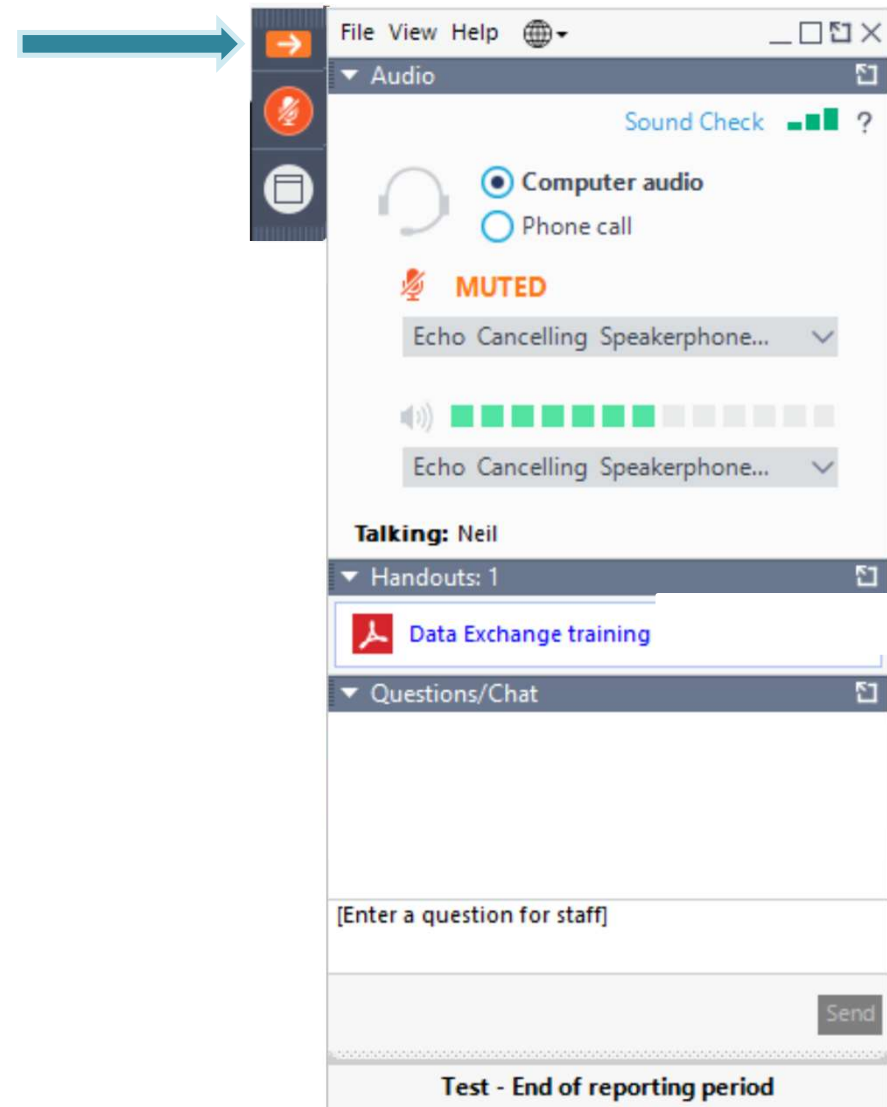 File View Help
Audio
Sound Check ?
Computer audio
Phone call
MUTED
Echo Cancelling Speakerphone...
Echo Cancelling Speakerphone...
Talking: Neil
Handouts: 1
Data Exchange training
Questions/Chat
[Enter a question for staff]
Send
Test - End of reporting period